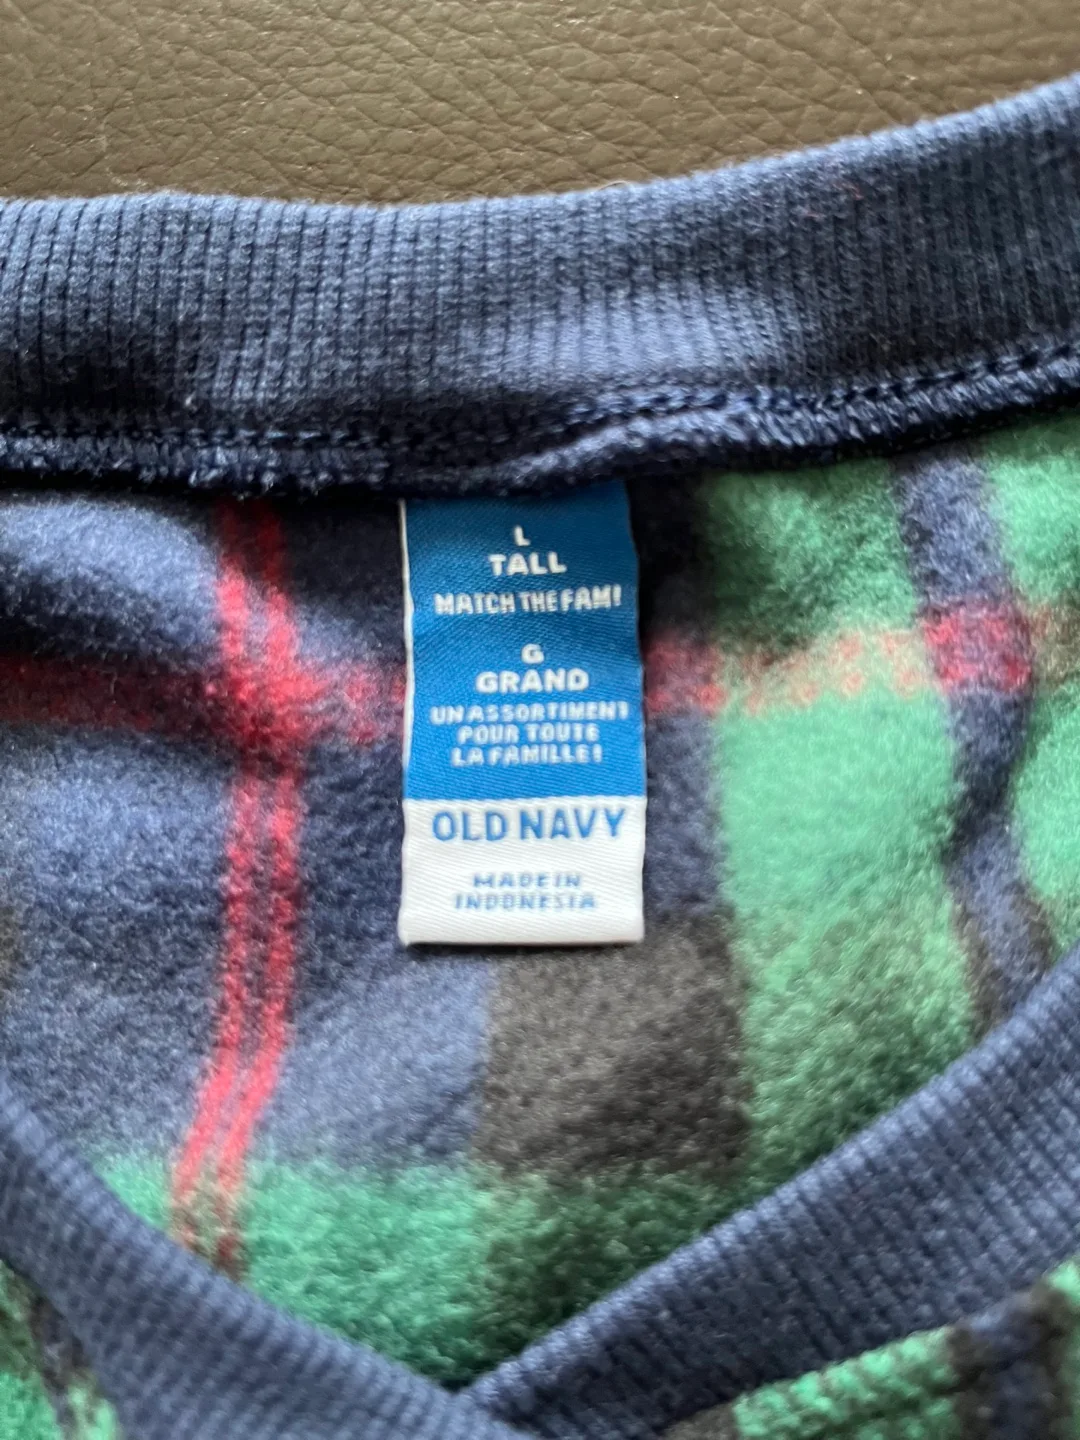 L
TALL
MATCH THE FAM!
G
GRAND
UN ASSORTIMENT
POUR TOUTE
LA FAMILLE!
OLD NAVY
MADE IN
INDONESIA